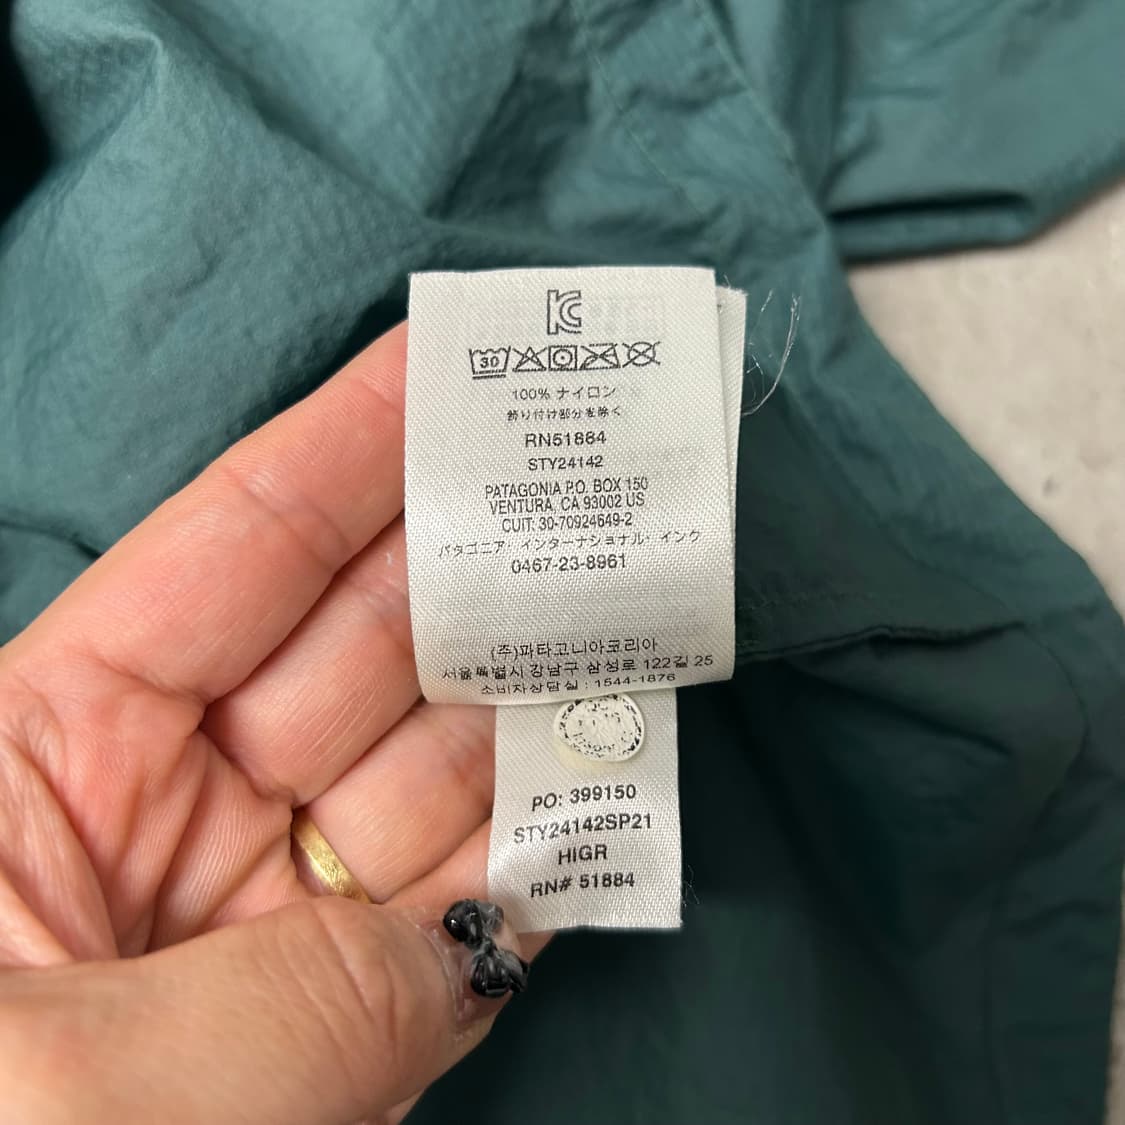 KC
30
100% ナイロン
飾り付け部分を除く
RN51884
STY24142
PATAGONIA P.O. BOX 150
VENTURA, CA 93002 US
CUIT: 30-70924649-2
パタゴニア・インターナショナル・インク
0467-23-8961
(주)파타고니아코리아
서울특별시 강남구 삼성로 122길 25
소비자상담실 : 1544-1876
PO: 399150
STY24142SP21
HIGR
RN# 51884